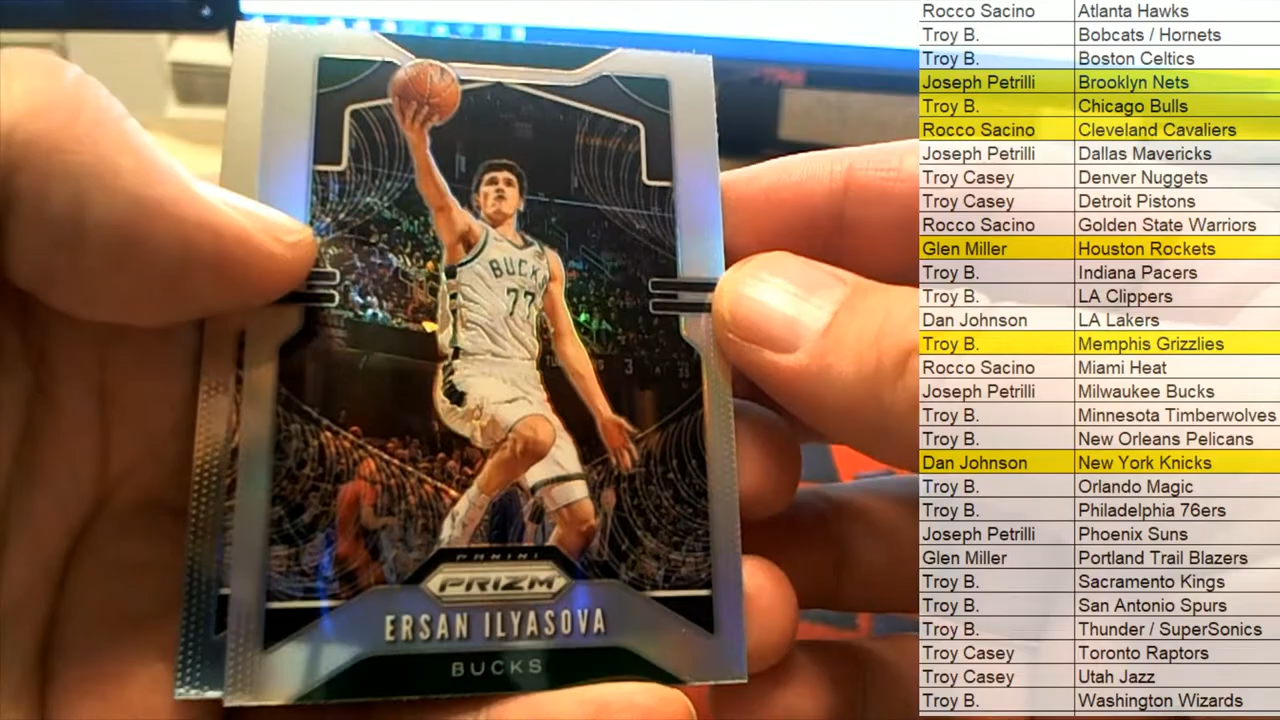 BUCKS
77
3
PANINI
PRIZM
ERSAN ILYASOVA
BUCKS
Rocco Sacino Atlanta Hawks
Troy B. Bobcats / Hornets
Troy B. Boston Celtics
Joseph Petrilli Brooklyn Nets
Troy B. Chicago Bulls
Rocco Sacino Cleveland Cavaliers
Joseph Petrilli Dallas Mavericks
Troy Casey Denver Nuggets
Troy Casey Detroit Pistons
Rocco Sacino Golden State Warriors
Glen Miller Houston Rockets
Troy B. Indiana Pacers
Troy B. LA Clippers
Dan Johnson LA Lakers
Troy B. Memphis Grizzlies
Rocco Sacino Miami Heat
Joseph Petrilli Milwaukee Bucks
Troy B. Minnesota Timberwolves
Troy B. New Orleans Pelicans
Dan Johnson New York Knicks
Troy B. Orlando Magic
Troy B. Philadelphia 76ers
Joseph Petrilli Phoenix Suns
Glen Miller Portland Trail Blazers
Troy B. Sacramento Kings
Troy B. San Antonio Spurs
Troy B. Thunder / SuperSonics
Troy Casey Toronto Raptors
Troy Casey Utah Jazz
Troy B. Washington Wizards